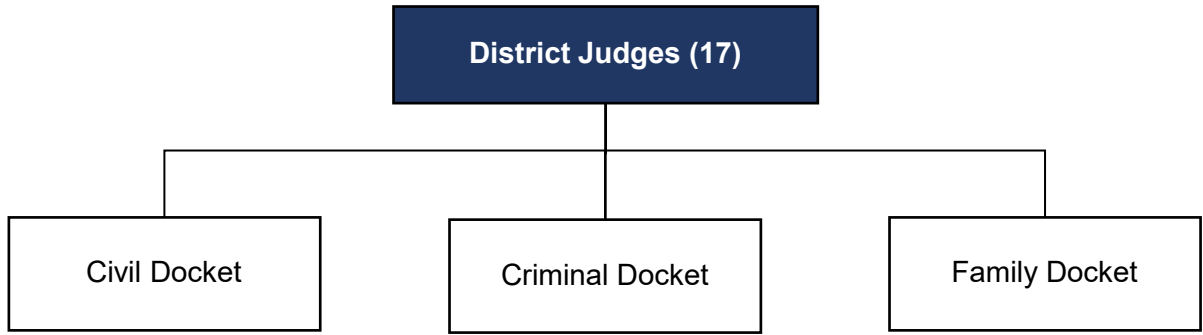 District Judges (17)
Civil Docket
Criminal Docket
Family Docket